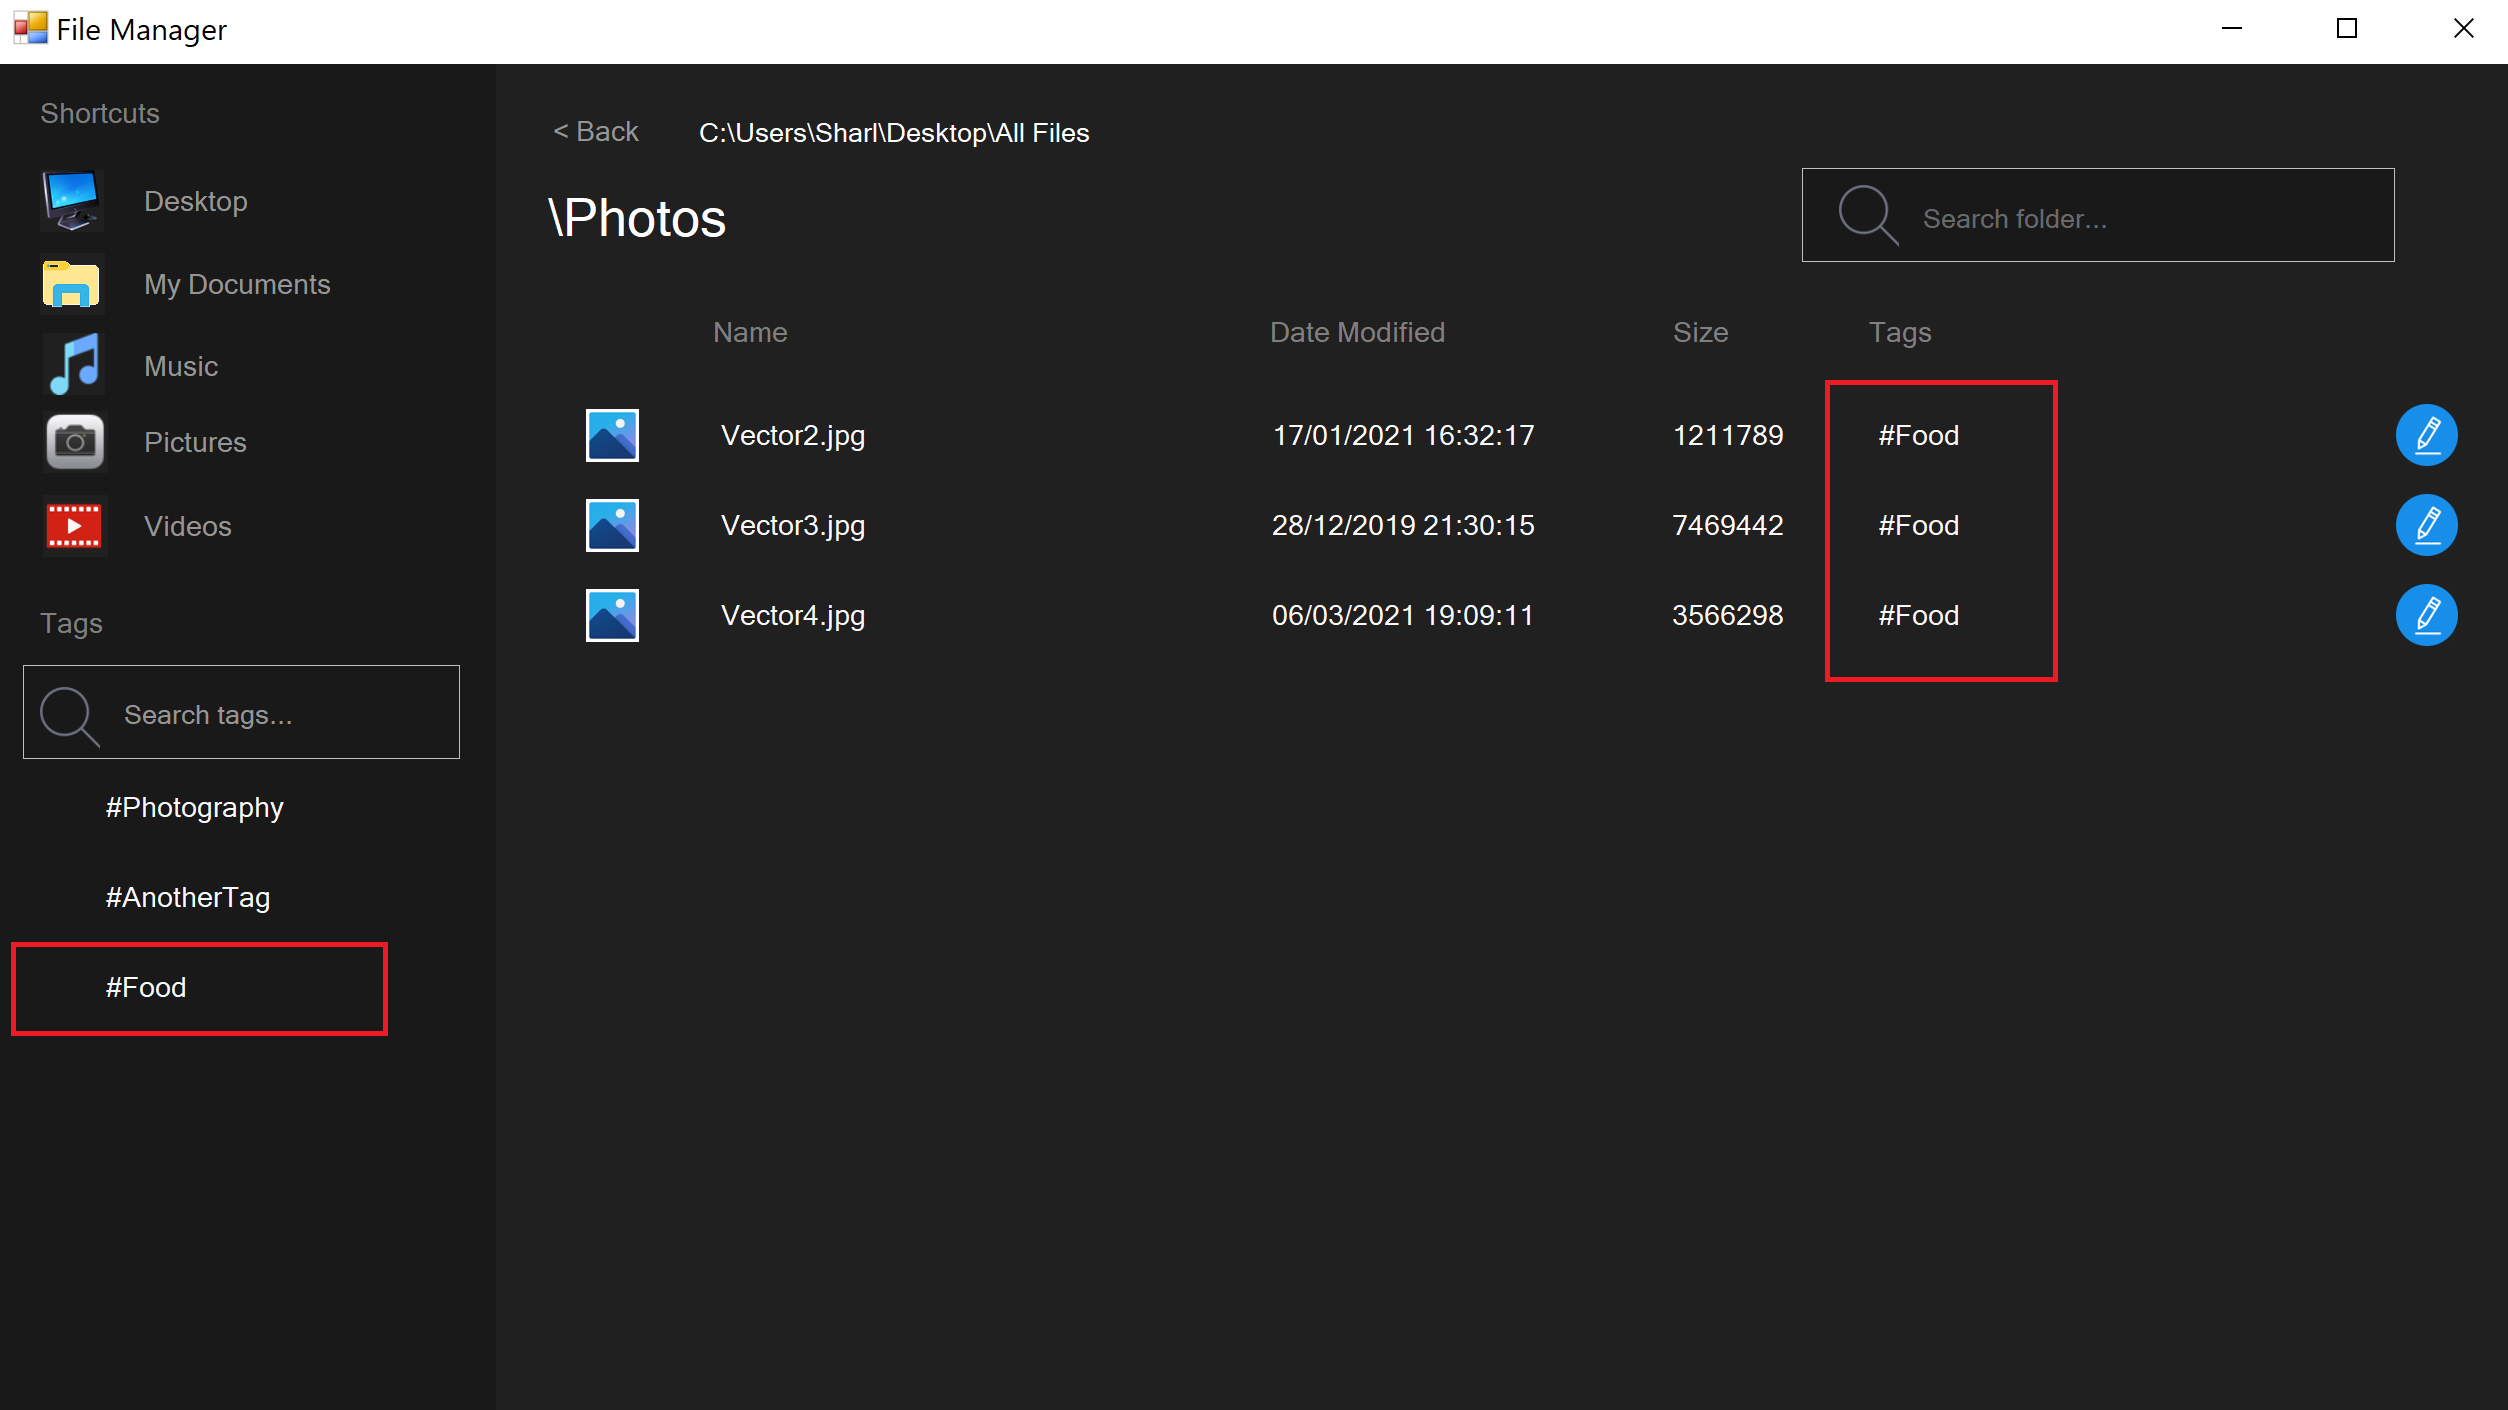 File Manager
Shortcuts
Desktop
My Documents
Music
Pictures
Videos
Tags
Search tags...
#Photography
#AnotherTag
#Food
< Back C:\Users\Sharl\Desktop\All Files
\Photos
Search folder...
Name Date Modified Size Tags
Vector2.jpg 17/01/2021 16:32:17 1211789 #Food
Vector3.jpg 28/12/2019 21:30:15 7469442 #Food
Vector4.jpg 06/03/2021 19:09:11 3566298 #Food